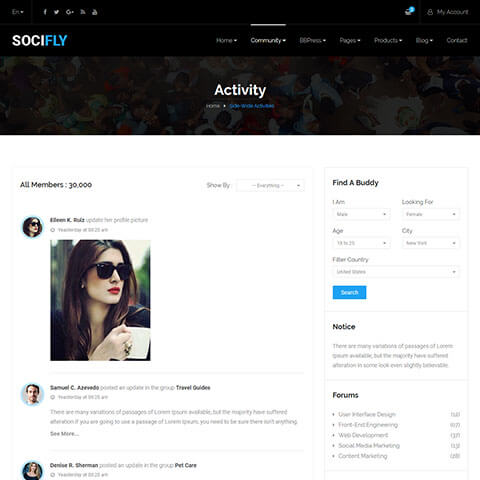 En
My Account
SOCIFLY
Home Community BBPress Pages Products Blog Contact
Activity
Home Side-Wide Activities
All Members : 30,000
Show By : -- Everything --
Eileen K. Ruiz update her profile picture
Yeasterday at 08:25 am
Samuel C. Azevedo posted an update in the group Travel Guides
Yeasterday at 08:25 am
There are many variations of passages of Lorem Ipsum available, but the majority have suffered
alteration if you are going to use a passage of Lorem Ipsum, you need to be sure there isn't anything.
See More...
Denise R. Sherman posted an update in the group Pet Care
Yeasterday at 08:25 am
Find A Buddy
I Am Looking For
Male Female
Age City
18 to 25 New York
Filter Country
United States
Search
Notice
There are many variations of passages of Lorem
Ipsum available, but the majority have suffered
alteration in some look even slightly believable.
Forums
User Interface Design (12)
Front-End Engineering (07)
Web Development (37)
Social Media Marketing (13)
Content Marketing (28)